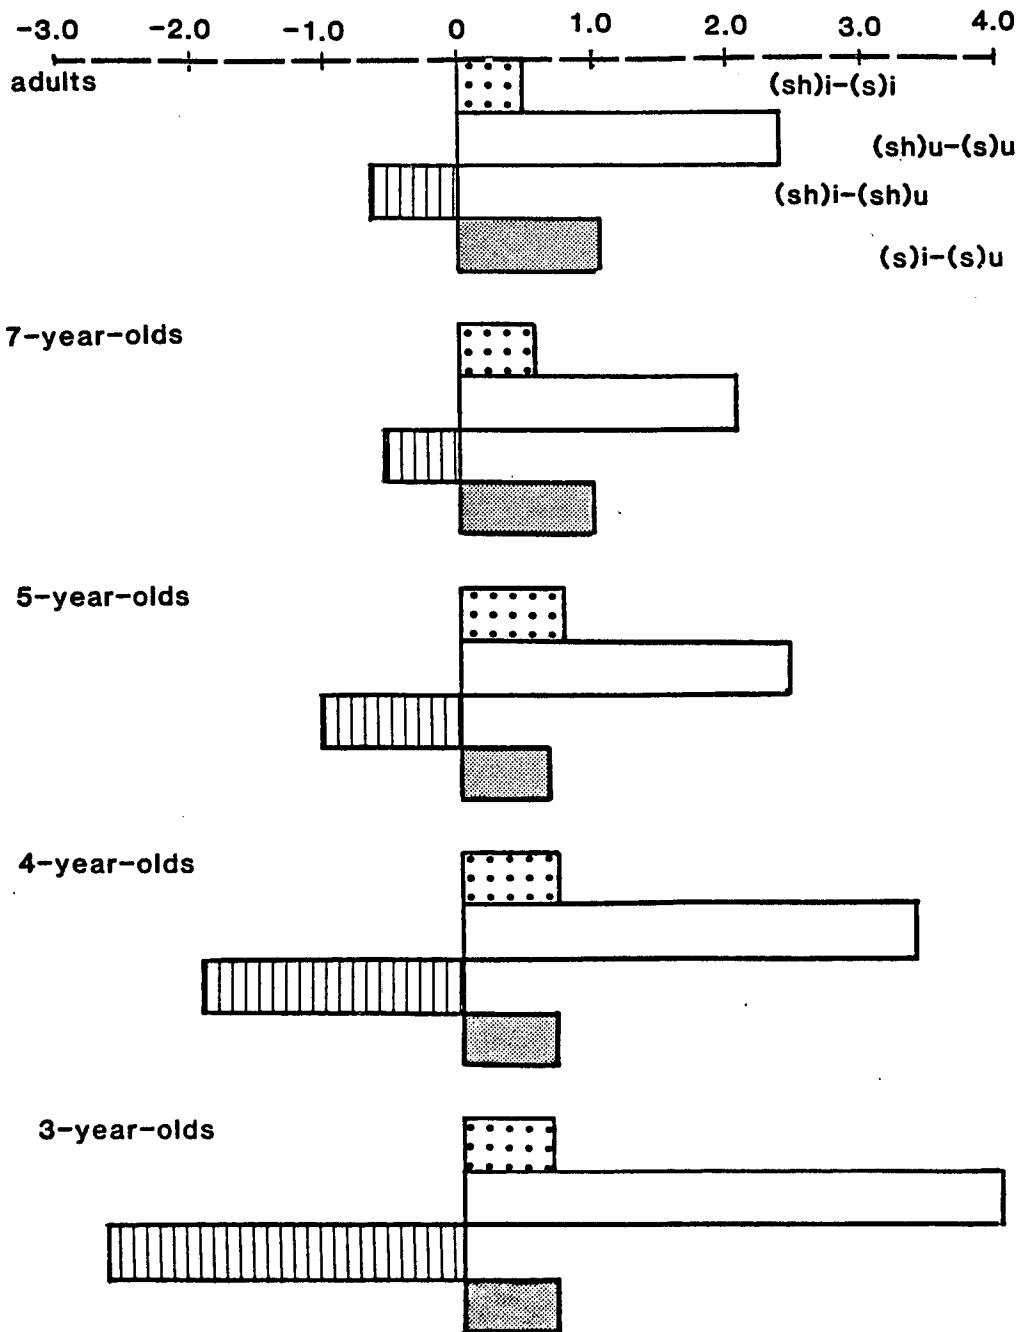 -3.0 -2.0 -1.0 0 1.0 2.0 3.0 4.0
adults
(sh)i-(s)i
(sh)u-(s)u
(sh)i-(sh)u
(s)i-(s)u
7-year-olds
5-year-olds
4-year-olds
3-year-olds